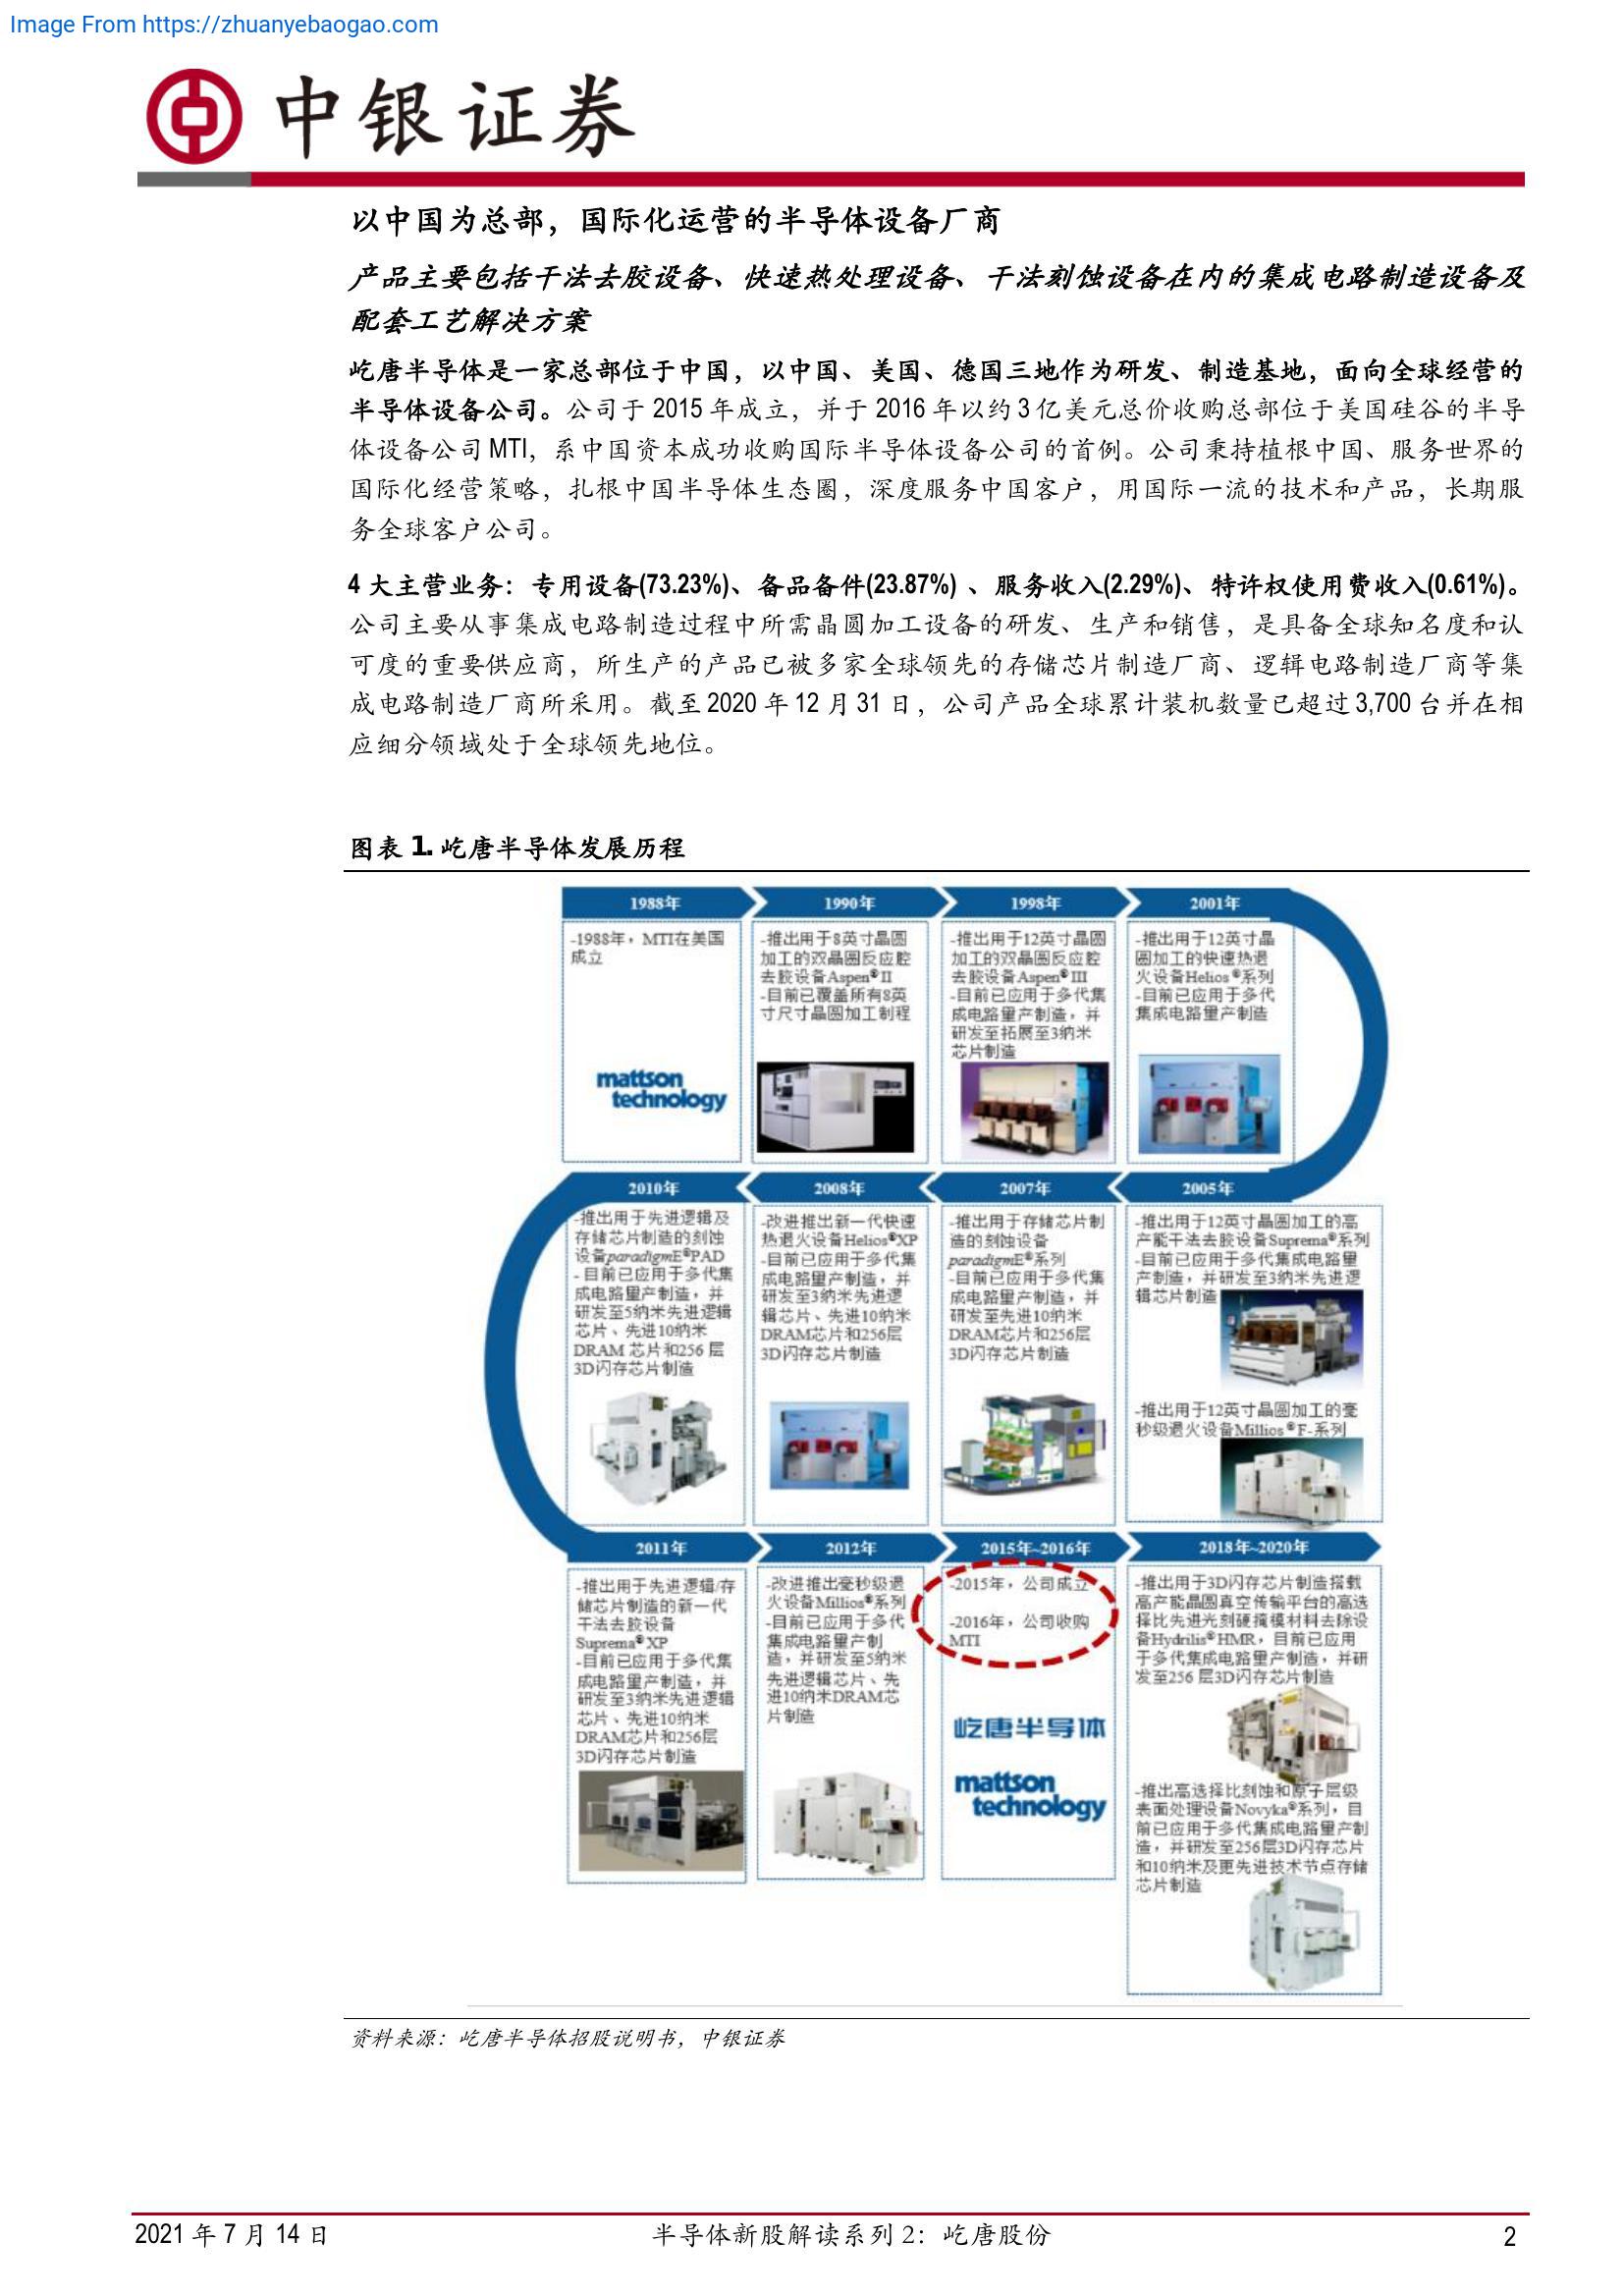 Image From https://zhuanyebaogao.com
中银证券
以中国为总部，国际化运营的半导体设备厂商
产品主要包括干法去胶设备、快速热处理设备、干法刻蚀设备在内的集成电路制造设备及
配套工艺解决方案
屹唐半导体是一家总部位于中国，以中国、美国、德国三地作为研发、制造基地，面向全球经营的
半导体设备公司。公司于 2015 年成立，并于 2016 年以约 3 亿美元总价收购总部位于美国硅谷的半导
体设备公司 MTI，系中国资本成功收购国际半导体设备公司的首例。公司秉持植根中国、服务世界的
国际化经营策略，扎根中国半导体生态圈，深度服务中国客户，用国际一流的技术和产品，长期服
务全球客户公司。
4 大主营业务：专用设备(73.23%)、备品备件(23.87%) 、服务收入(2.29%)、特许权使用费收入(0.61%)。
公司主要从事集成电路制造过程中所需晶圆加工设备的研发、生产和销售，是具备全球知名度和认
可度的重要供应商，所生产的产品已被多家全球领先的存储芯片制造厂商、逻辑电路制造厂商等集
成电路制造厂商所采用。截至 2020 年 12 月 31 日，公司产品全球累计装机数量已超过 3,700 台并在相
应细分领域处于全球领先地位。
图表 1. 屹唐半导体发展历程
1988年
-1988年，MTI在美国
成立
mattson
technology
1990年
-推出用于8英寸晶圆
加工的双晶圆反应腔
去胶设备Aspen®II
-目前已覆盖所有8英
寸尺寸晶圆加工制程
1998年
-推出用于12英寸晶圆
加工的双晶圆反应腔
去胶设备Aspen®III
-目前已应用于多代集
成电路量产制造，并
研发至拓展至3纳米
芯片制造
2001年
-推出用于12英寸晶
圆加工的快速热退
火设备Helios®系列
-目前已应用于多代
集成电路量产制造
2005年
-推出用于12英寸晶圆加工的高
产能干法去胶设备Suprema®系列
-目前已应用于多代集成电路量
产制造，并研发至3纳米先进逻
辑芯片制造
-推出用于12英寸晶圆加工的毫
秒级退火设备Millios®F-系列
2007年
-推出用于存储芯片制
造的刻蚀设备
paradigmE®系列
-目前已应用于多代集
成电路量产制造，并
研发至先进10纳米
DRAM芯片和256层
3D闪存芯片制造
2008年
-改进推出新一代快速
热退火设备Helios®XP
-目前已应用于多代集
成电路量产制造，并
研发至3纳米先进逻
辑芯片、先进10纳米
DRAM芯片和256层
3D闪存芯片制造
2010年
-推出用于先进逻辑及
存储芯片制造的刻蚀
设备paradigmE®PAD
- 目前已应用于多代集
成电路量产制造，并
研发至5纳米先进逻辑
芯片、先进10纳米
DRAM 芯片和256 层
3D闪存芯片制造
2011年
-推出用于先进逻辑/存
储芯片制造的新一代
干法去胶设备
Suprema®XP
-目前已应用于多代集
成电路量产制造，并
研发至3纳米先进逻辑
芯片、先进10纳米
DRAM芯片和256层
3D闪存芯片制造
2012年
-改进推出毫秒级退
火设备Millios®系列
-目前已应用于多代
集成电路量产制
造，并研发至5纳米
先进逻辑芯片、先
进10纳米DRAM芯
片制造
2015年~2016年
-2015年，公司成立
-2016年，公司收购
MTI
屹唐半导体
mattson
technology
2018年~2020年
-推出用于3D闪存芯片制造搭载
高产能晶圆真空传输平台的高选
择比先进光刻硬掩模材料去除设
备Hydrilis®HMR，目前已应用
于多代集成电路量产制造，并研
发至256 层3D闪存芯片制造
-推出高选择比刻蚀和原子层级
表面处理设备Novyka®系列，目
前已应用于多代集成电路量产制
造，并研发至256层3D闪存芯片
和10纳米及更先进技术节点存储
芯片制造
资料来源：屹唐半导体招股说明书，中银证券
2021 年 7 月 14 日
半导体新股解读系列 2：屹唐股份
2